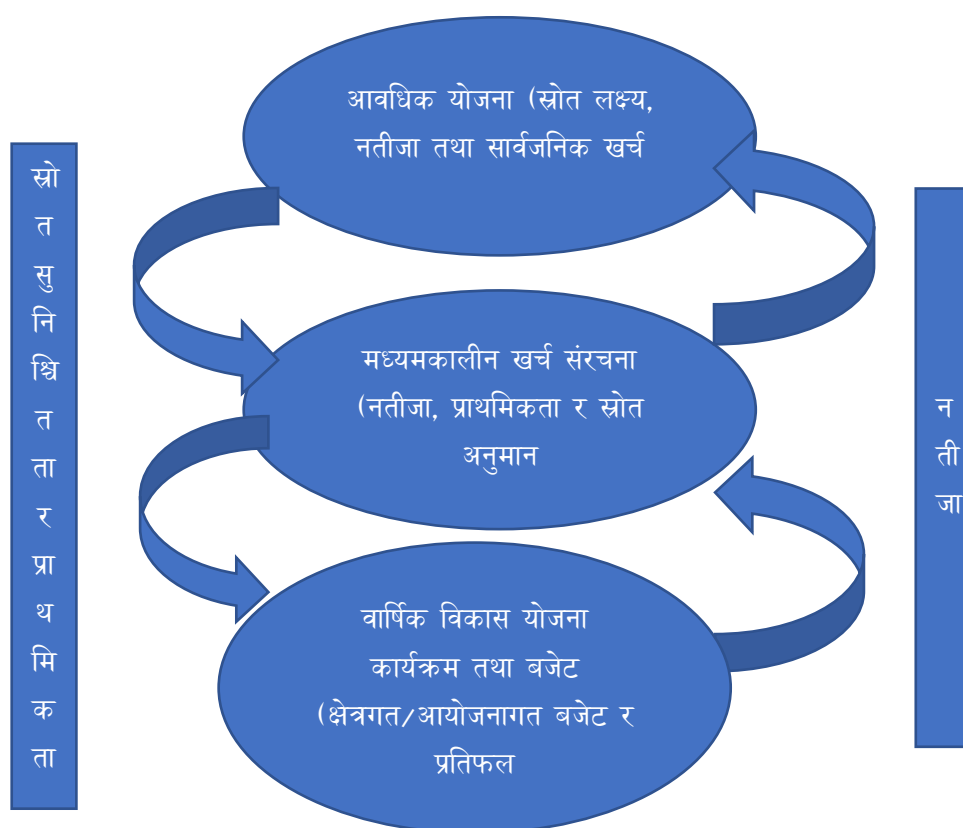 आवधिक योजना (स्रोत लक्ष्य,
नतीजा तथा सार्वजनिक खर्च
स्रो
त
सु
नि
श्चि
त
ता
र
प्रा
थ
मि
क
ता
मध्यमकालीन खर्च संरचना
(नतीजा, प्राथमिकता र स्रोत
अनुमान
न
ती
जा
वार्षिक विकास योजना
कार्यक्रम तथा बजेट
(क्षेत्रगत/आयोजनागत बजेट र
प्रतिफल